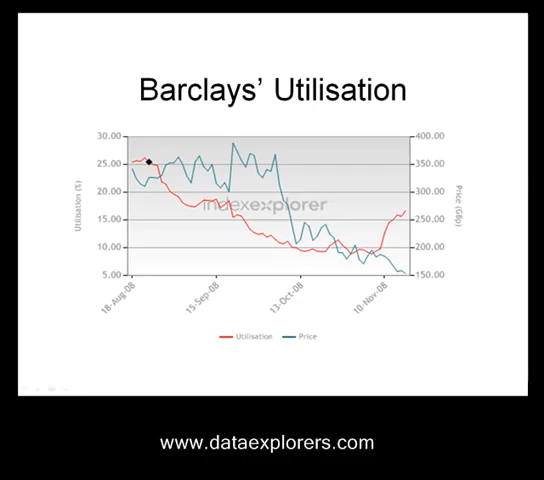 Barclays' Utilisation
30.00
25.00
20.00
15.00
10.00
5.00
Utilisation (%)
400.00
350.00
300.00
250.00
200.00
150.00
Price (GBp)
indexexplorer
18-Aug-08
15-Sep-08
13-Oct-08
10-Nov-08
Utilisation
Price
www.dataexplorers.com